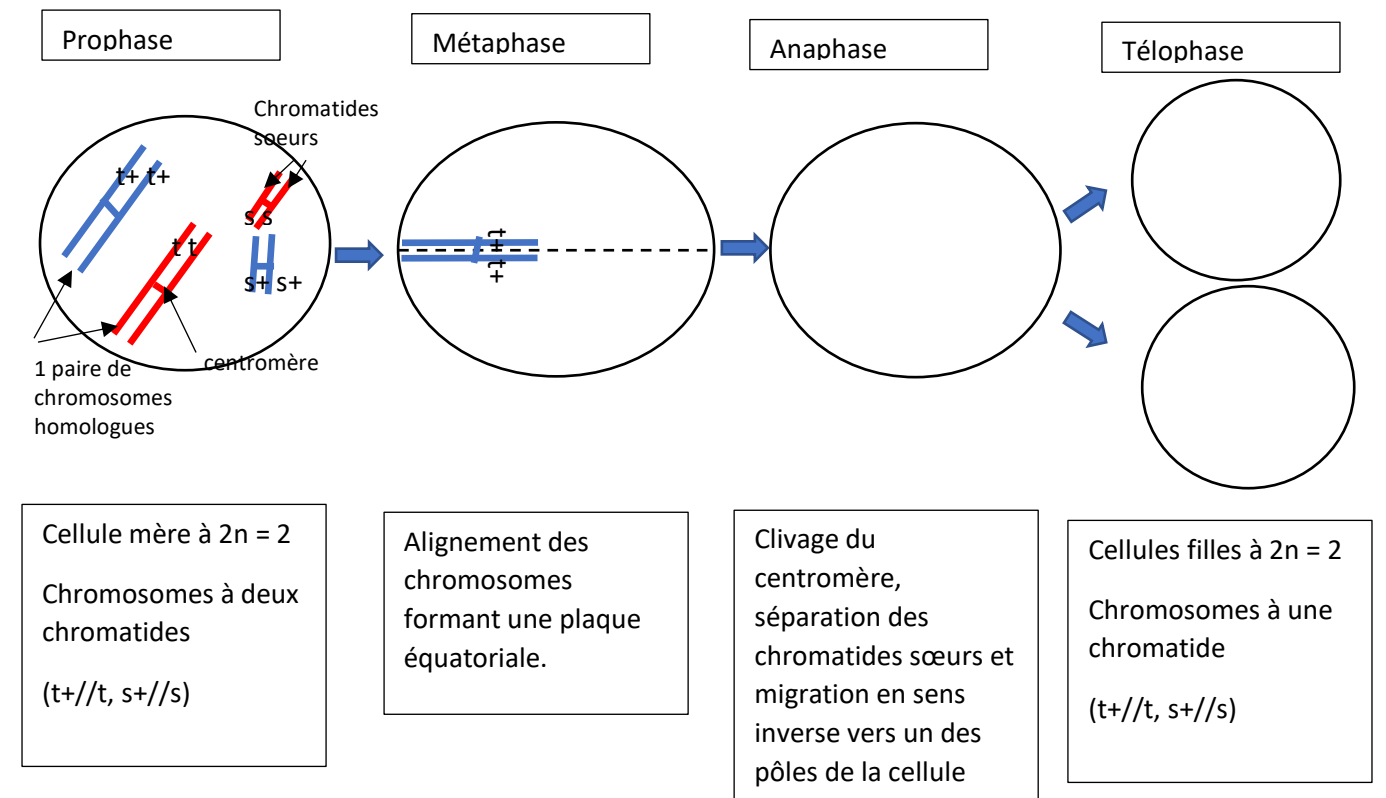 Prophase
Métaphase
Anaphase
Télophase
Chromatides
soeurs
t+ t+
s s
t t
s+ s+
t+
t+
1 paire de
chromosomes
homologues
centromère
Cellule mère à 2n = 2
Chromosomes à deux
chromatides
(t+//t, s+//s)
Alignement des
chromosomes
formant une plaque
équatoriale.
Clivage du
centromère,
séparation des
chromatides sœurs et
migration en sens
inverse vers un des
pôles de la cellule
Cellules filles à 2n = 2
Chromosomes à une
chromatide
(t+//t, s+//s)